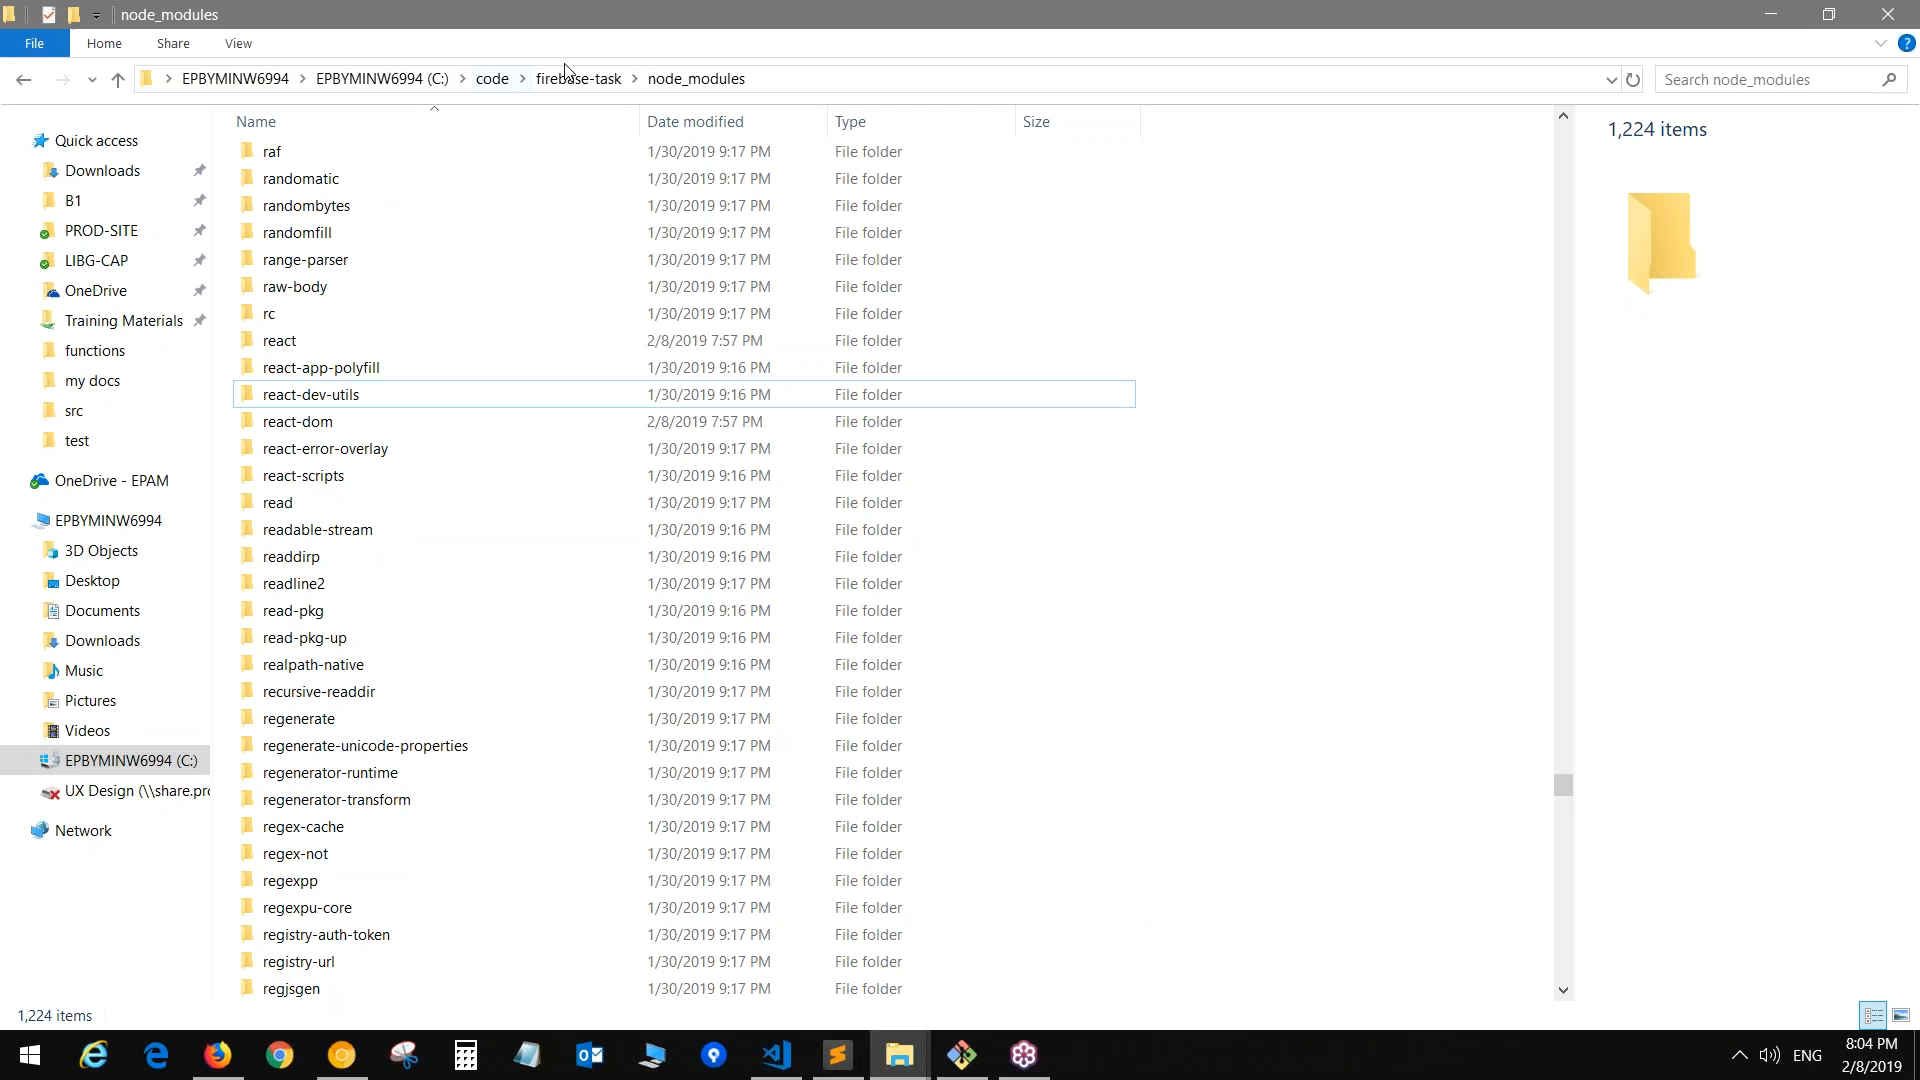 node_modules
File Home Share View
EPBYMINW6994 EPBYMINW6994 (C:) code firebase-task node_modules Search node_modules
Name Date modified Type Size
raf 1/30/2019 9:17 PM File folder
randomatic 1/30/2019 9:17 PM File folder
randombytes 1/30/2019 9:17 PM File folder
randomfill 1/30/2019 9:17 PM File folder
range-parser 1/30/2019 9:17 PM File folder
raw-body 1/30/2019 9:17 PM File folder
rc 1/30/2019 9:17 PM File folder
react 2/8/2019 7:57 PM File folder
react-app-polyfill 1/30/2019 9:16 PM File folder
react-dev-utils 1/30/2019 9:16 PM File folder
react-dom 2/8/2019 7:57 PM File folder
react-error-overlay 1/30/2019 9:17 PM File folder
react-scripts 1/30/2019 9:16 PM File folder
read 1/30/2019 9:17 PM File folder
readable-stream 1/30/2019 9:16 PM File folder
readdirp 1/30/2019 9:16 PM File folder
readline2 1/30/2019 9:17 PM File folder
read-pkg 1/30/2019 9:16 PM File folder
read-pkg-up 1/30/2019 9:16 PM File folder
realpath-native 1/30/2019 9:16 PM File folder
recursive-readdir 1/30/2019 9:17 PM File folder
regenerate 1/30/2019 9:17 PM File folder
regenerate-unicode-properties 1/30/2019 9:17 PM File folder
regenerator-runtime 1/30/2019 9:17 PM File folder
regenerator-transform 1/30/2019 9:17 PM File folder
regex-cache 1/30/2019 9:17 PM File folder
regex-not 1/30/2019 9:17 PM File folder
regexpp 1/30/2019 9:17 PM File folder
regexpu-core 1/30/2019 9:17 PM File folder
registry-auth-token 1/30/2019 9:17 PM File folder
registry-url 1/30/2019 9:17 PM File folder
regjsgen 1/30/2019 9:17 PM File folder
Quick access
Downloads
B1
PROD-SITE
LIBG-CAP
OneDrive
Training Materials
functions
my docs
src
test
OneDrive - EPAM
EPBYMINW6994
3D Objects
Desktop
Documents
Downloads
Music
Pictures
Videos
EPBYMINW6994 (C:)
UX Design (\\share.pro
Network
1,224 items
1,224 items
ENG
8:04 PM
2/8/2019